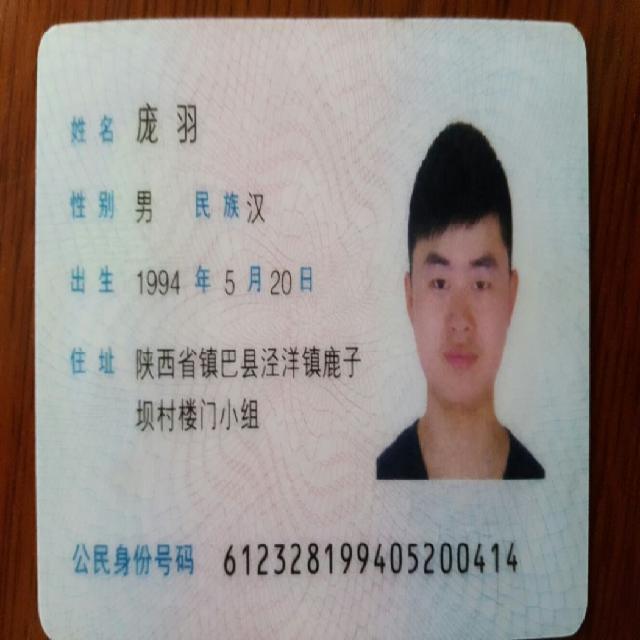 姓名 庞羽
性别 男 民族 汉
出生 1994 年 5 月 20 日
住址 陕西省镇巴县泾洋镇鹿子
坝村楼门小组
公民身份号码 612328199405200414